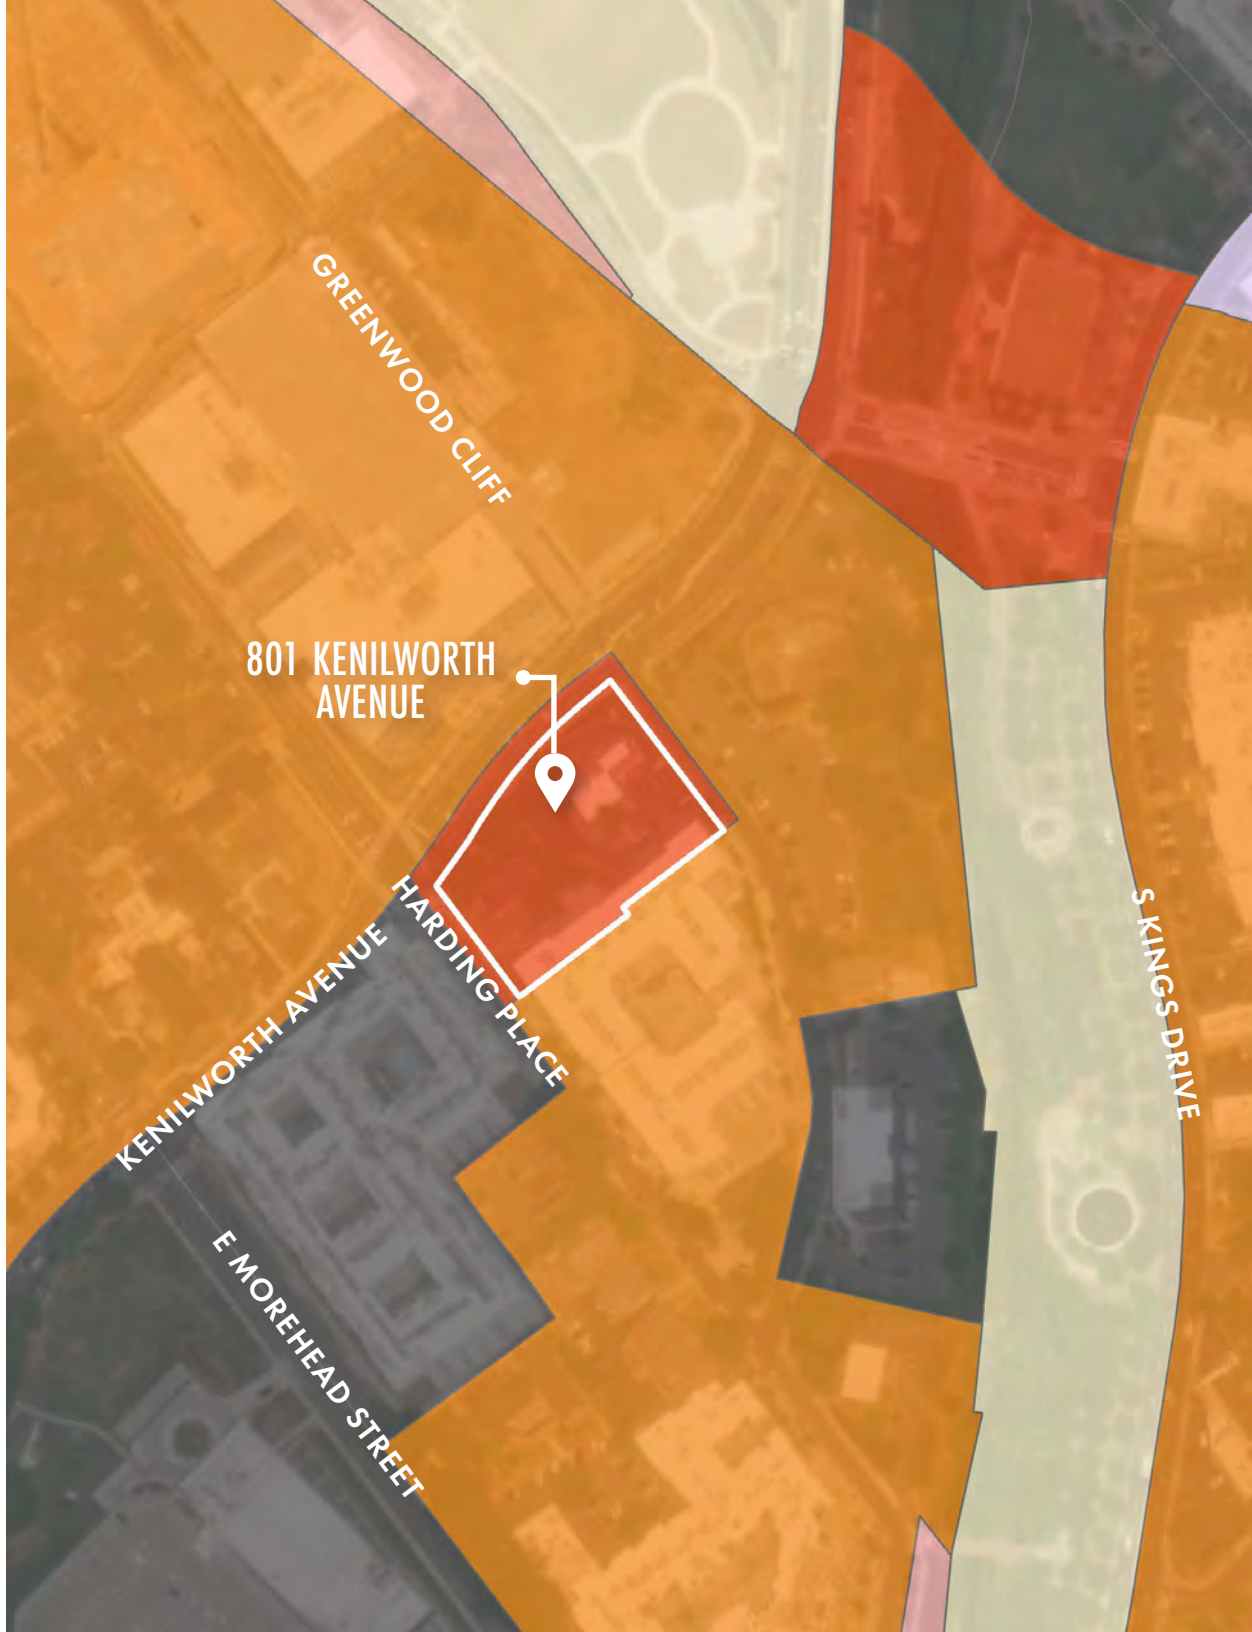 GREENWOOD CLIFF
801 KENILWORTH
AVENUE
HARDING PLACE
S KINGS DRIVE
KENILWORTH AVENUE
E MOREHEAD STREET